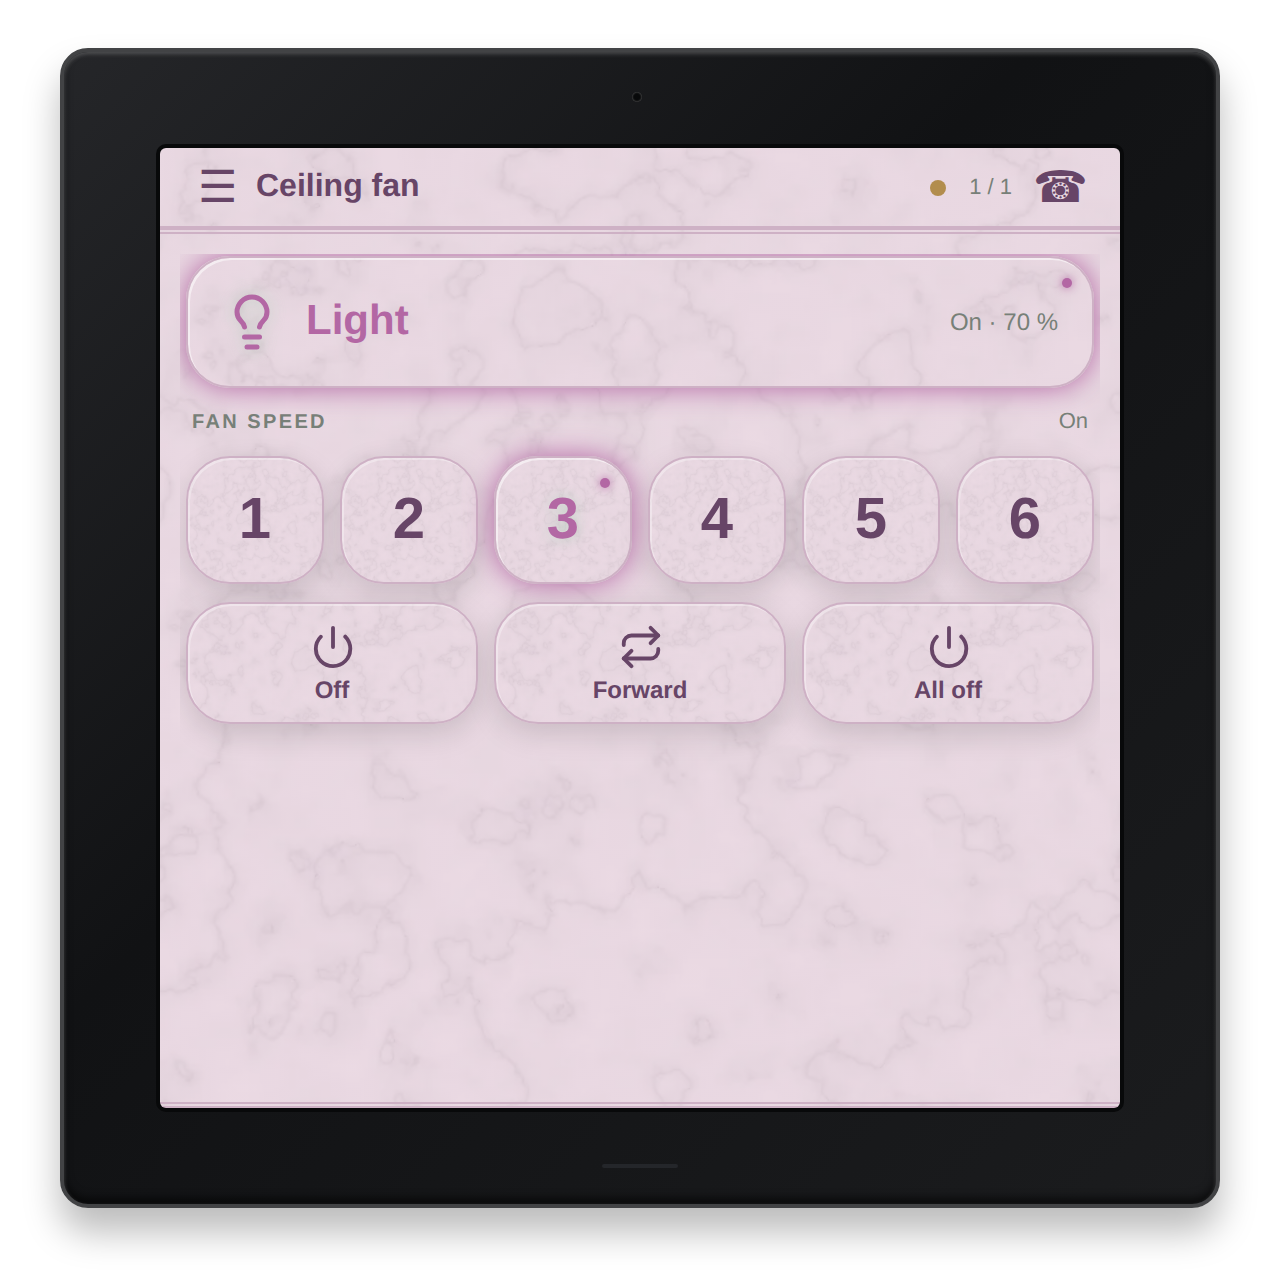 Ceiling fan
1 / 1
Light
On · 70 %
FAN SPEED
On
1
2
3
4
5
6
Off
Forward
All off